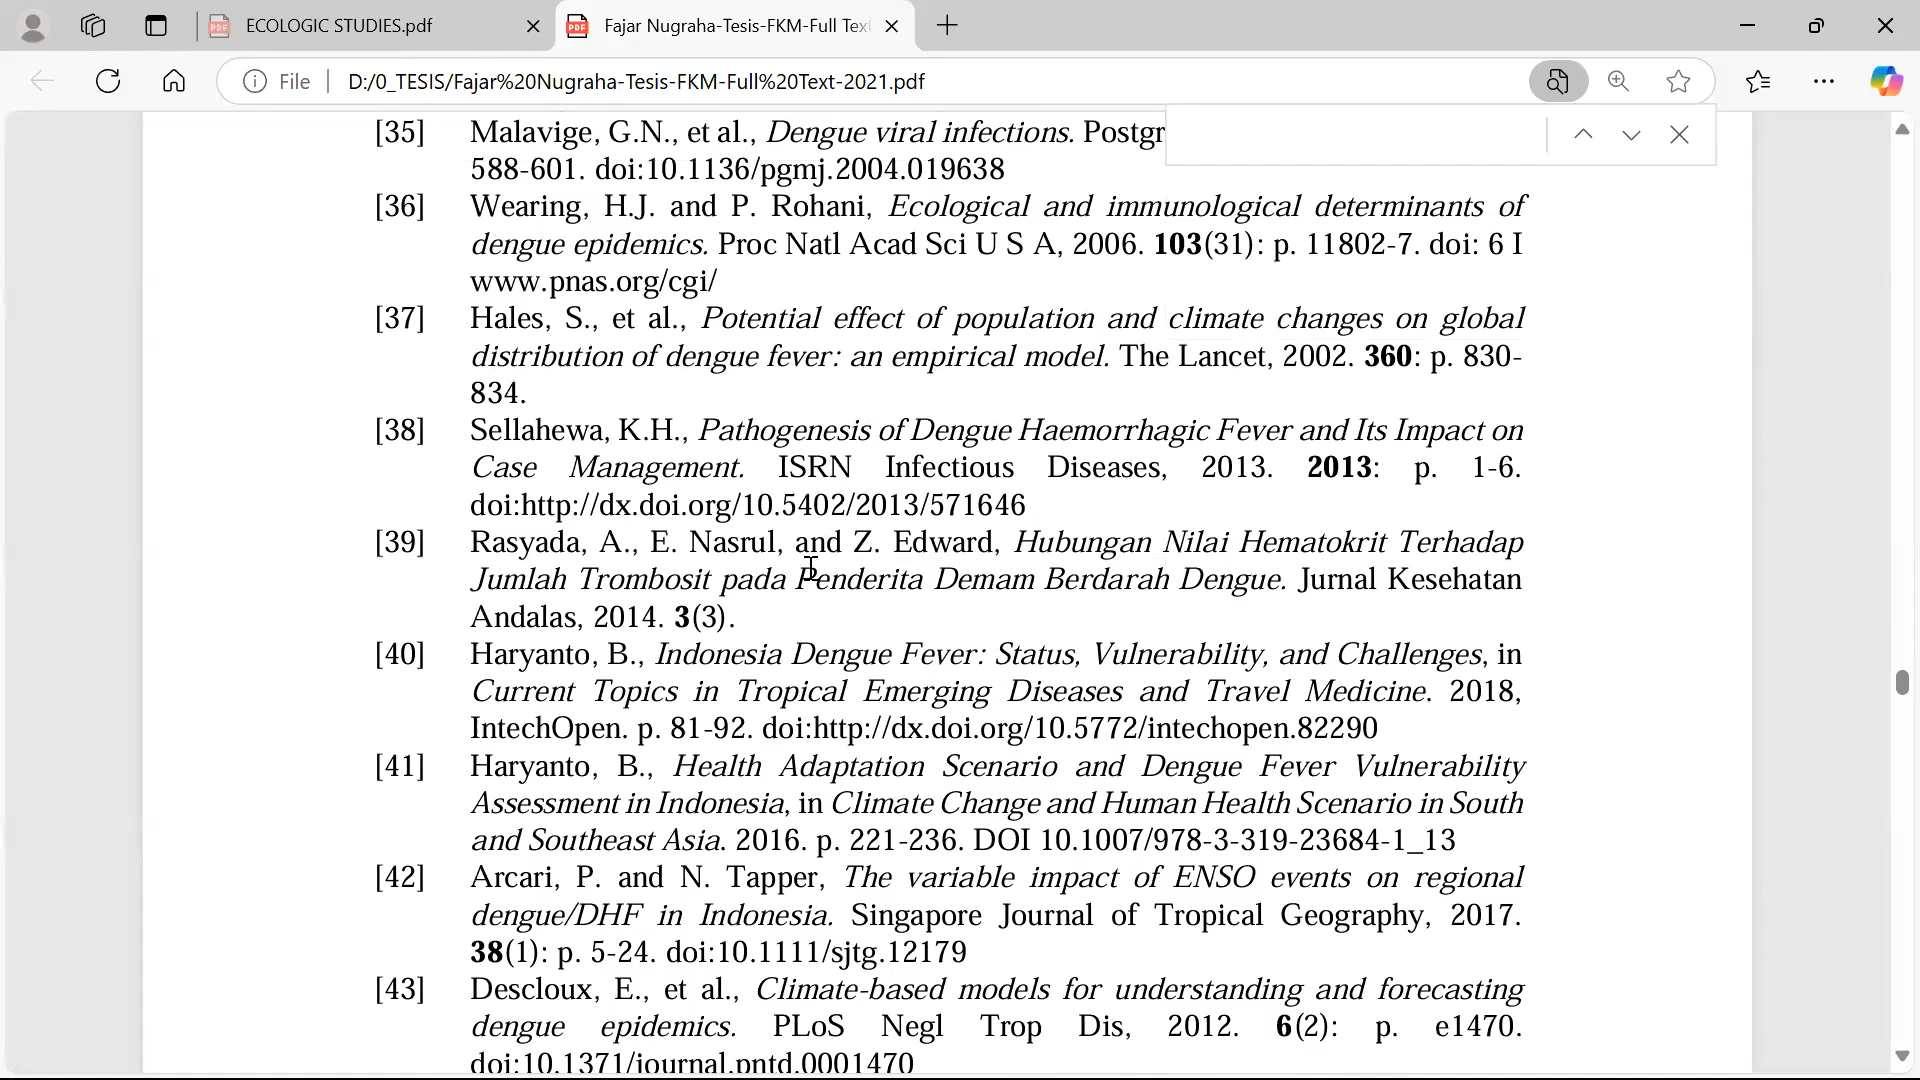 ECOLOGIC STUDIES.pdf
Fajar Nugraha-Tesis-FKM-Full Tex
File
D:/0_TESIS/Fajar%20Nugraha-Tesis-FKM-Full%20Text-2021.pdf
[35] Malavige, G.N., et al., Dengue viral infections. Postgr
588-601. doi:10.1136/pgmj.2004.019638
[36] Wearing, H.J. and P. Rohani, Ecological and immunological determinants of
dengue epidemics. Proc Natl Acad Sci U S A, 2006. 103(31): p. 11802-7. doi: 6 I
www.pnas.org/cgi/
[37] Hales, S., et al., Potential effect of population and climate changes on global
distribution of dengue fever: an empirical model. The Lancet, 2002. 360: p. 830-
834.
[38] Sellahewa, K.H., Pathogenesis of Dengue Haemorrhagic Fever and Its Impact on
Case Management. ISRN Infectious Diseases, 2013. 2013: p. 1-6.
doi:http://dx.doi.org/10.5402/2013/571646
[39] Rasyada, A., E. Nasrul, and Z. Edward, Hubungan Nilai Hematokrit Terhadap
Jumlah Trombosit pada Penderita Demam Berdarah Dengue. Jurnal Kesehatan
Andalas, 2014. 3(3).
[40] Haryanto, B., Indonesia Dengue Fever: Status, Vulnerability, and Challenges, in
Current Topics in Tropical Emerging Diseases and Travel Medicine. 2018,
IntechOpen. p. 81-92. doi:http://dx.doi.org/10.5772/intechopen.82290
[41] Haryanto, B., Health Adaptation Scenario and Dengue Fever Vulnerability
Assessment in Indonesia, in Climate Change and Human Health Scenario in South
and Southeast Asia. 2016. p. 221-236. DOI 10.1007/978-3-319-23684-1_13
[42] Arcari, P. and N. Tapper, The variable impact of ENSO events on regional
dengue/DHF in Indonesia. Singapore Journal of Tropical Geography, 2017.
38(1): p. 5-24. doi:10.1111/sjtg.12179
[43] Descloux, E., et al., Climate-based models for understanding and forecasting
dengue epidemics. PLoS Negl Trop Dis, 2012. 6(2): p. e1470.
doi:10.1371/journal.pntd.0001470